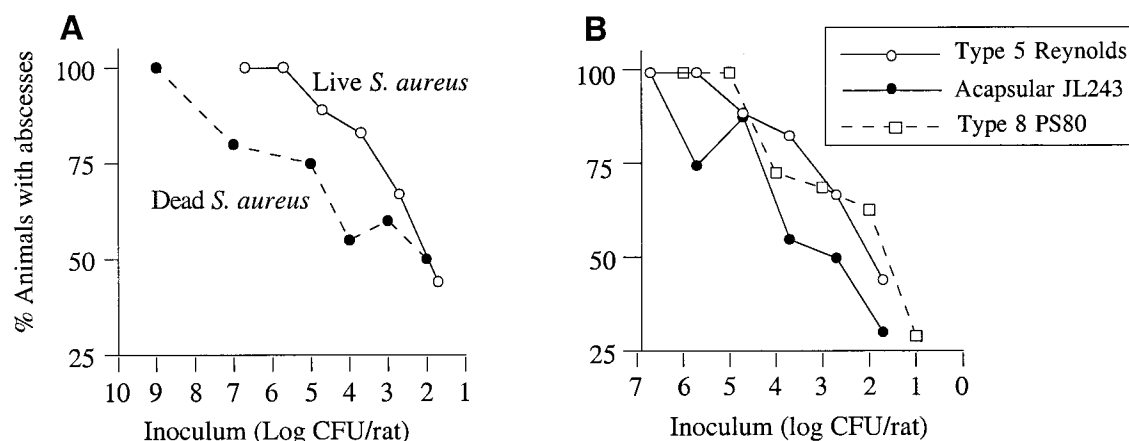 A
% Animals with abscesses
100
75
50
25
Live S. aureus
Dead S. aureus
10 9 7 6 5 4 3 2 1
Inoculum (Log CFU/rat)
B
100
75
50
25
Type 5 Reynolds
Acapsular JL243
Type 8 PS80
7 6 5 4 3 2 1 0
Inoculum (log CFU/rat)